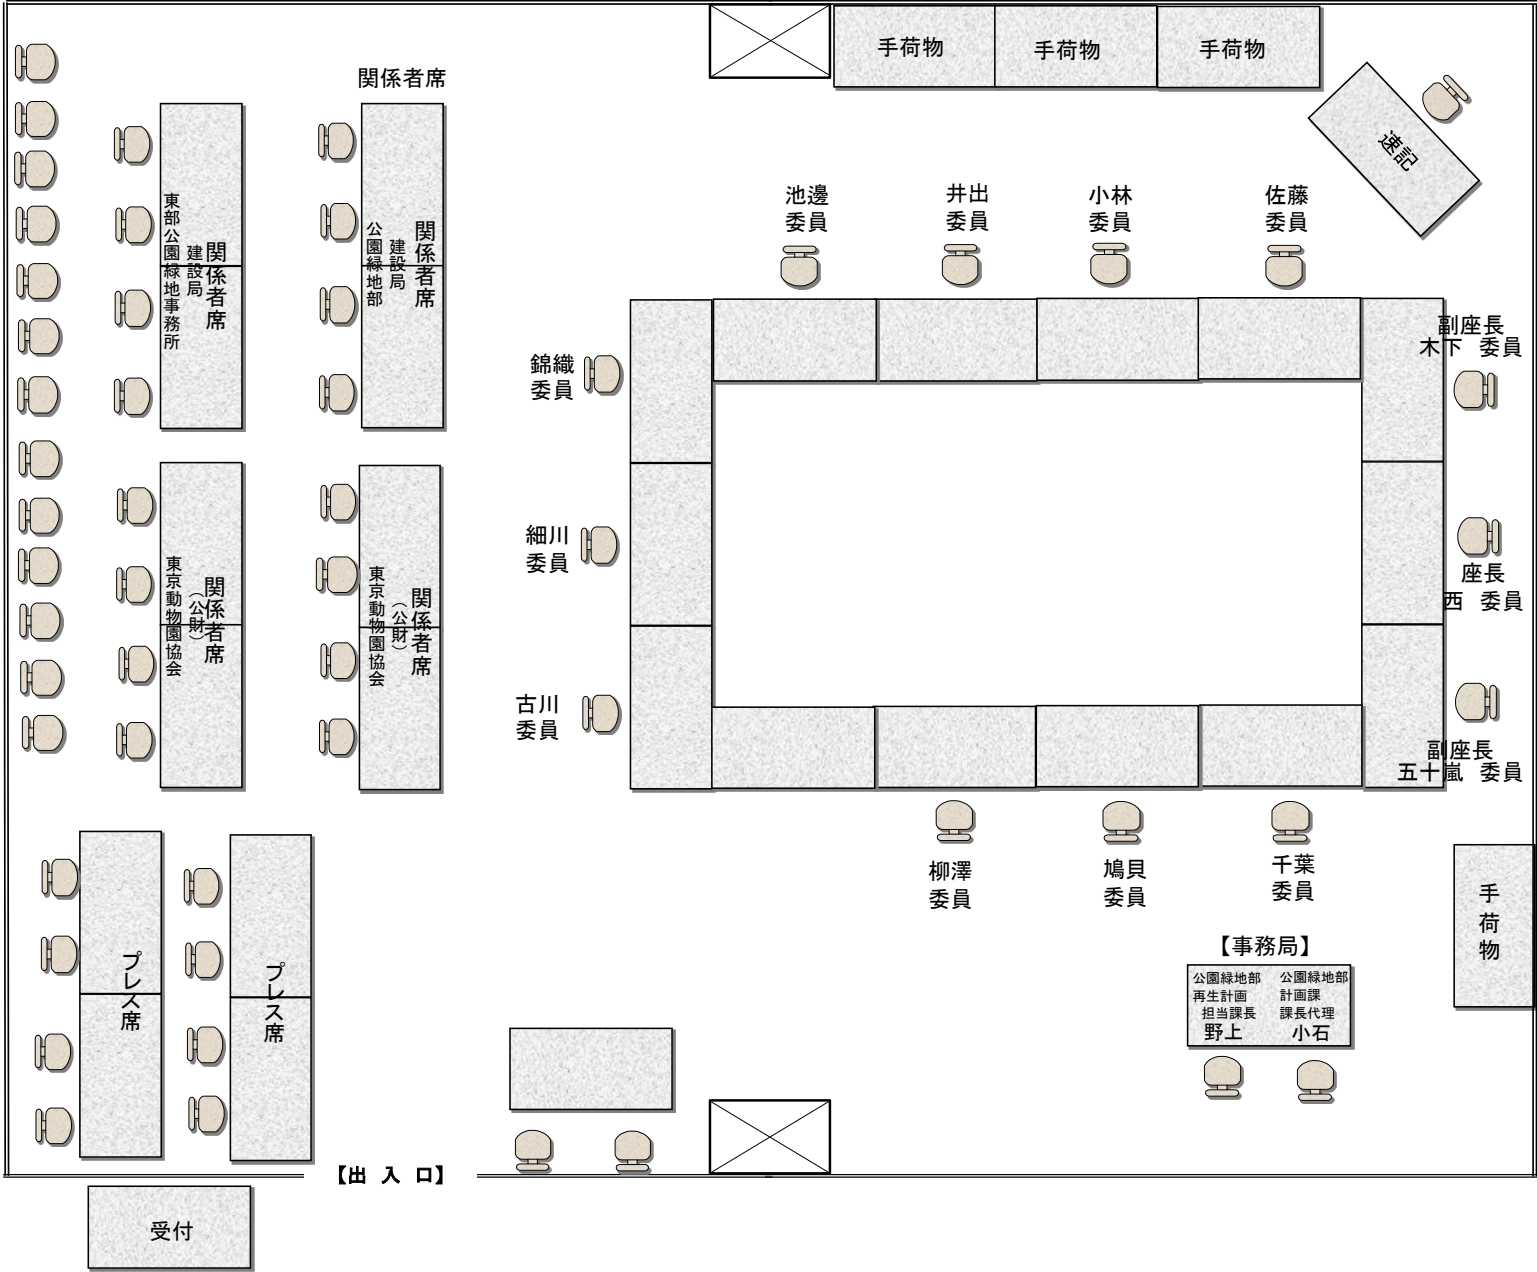 手荷物
手荷物
手荷物
関係者席
速記
池邊
委員
井出
委員
小林
委員
佐藤
委員
関係者席
建設局
東部公園緑地事務所
関係者席
建設局
公園緑地部
錦織
委員
副座長
木下 委員
細川
委員
座長
西 委員
関係者席
（公財）
東京動物園協会
関係者席
（公財）
東京動物園協会
古川
委員
副座長
五十嵐 委員
柳澤
委員
鳩貝
委員
千葉
委員
手荷物
【事務局】
公園緑地部
再生計画
担当課長
野上
公園緑地部
計画課
課長代理
小石
プレス席
プレス席
【出 入 口】
受付